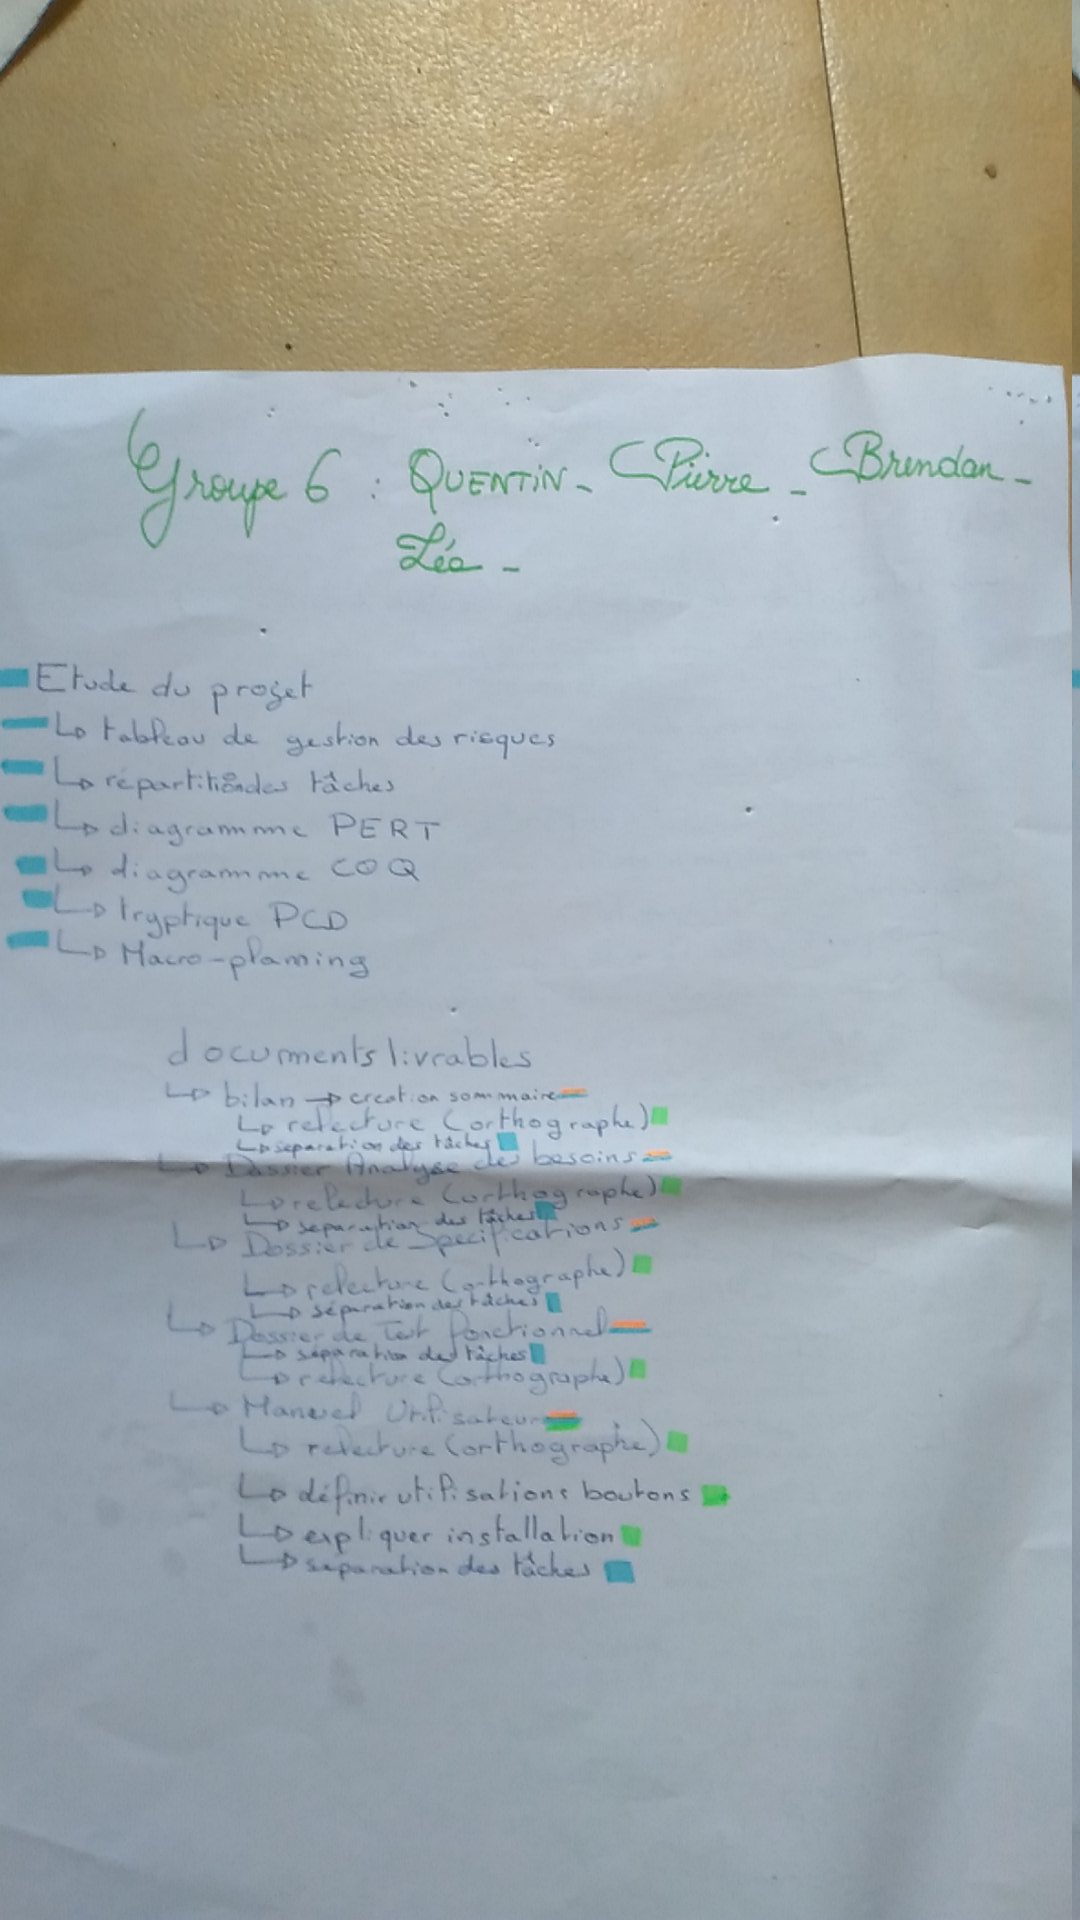 Groupe 6 : QUENTIN - Pierre - Brendan -
Léa -
Etude du projet
↳ tableau de gestion des risques
↳ répartition des tâches
↳ diagramme PERT
↳ diagramme COQ
↳ tryptique PCD
↳ Macro-planing
documents livrables
↳ bilan → creation sommaire
↳ relecture (orthographe)
↳ separation des tâches
↳ Dossier Analyse des besoins
↳ relecture (orthographe)
↳ separation des tâches
↳ Dossier de Spécifications
↳ relecture (orthographe)
↳ séparation des tâches
↳ Dossier de Test fonctionnel
↳ séparation des tâches
↳ relecture (orthographe)
↳ Manuel Utilisateur
↳ relecture (orthographe)
↳ définir utilisations boutons
↳ expliquer installation
↳ séparation des tâches